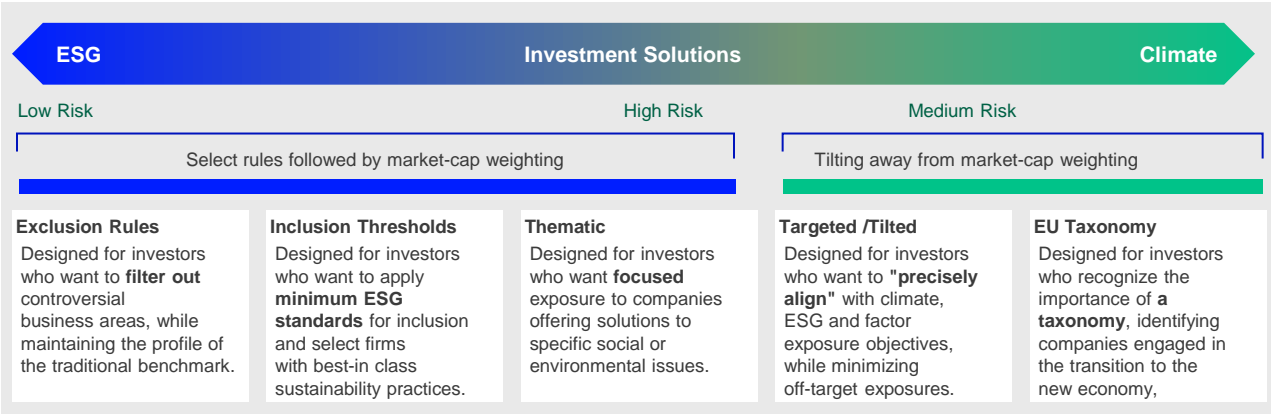 ESG Investment Solutions Climate
Low Risk High Risk Medium Risk
Select rules followed by market-cap weighting
Tilting away from market-cap weighting
Exclusion Rules
Designed for investors
who want to filter out
controversial
business areas, while
maintaining the profile of
the traditional benchmark.
Inclusion Thresholds
Designed for investors
who want to apply
minimum ESG
standards for inclusion
and select firms
with best-in class
sustainability practices.
Thematic
Designed for investors
who want focused
exposure to companies
offering solutions to
specific social or
environmental issues.
Targeted /Tilted
Designed for investors
who want to "precisely
align" with climate,
ESG and factor
exposure objectives,
while minimizing
off-target exposures.
EU Taxonomy
Designed for investors
who recognize the
importance of a
taxonomy, identifying
companies engaged in
the transition to the
new economy,